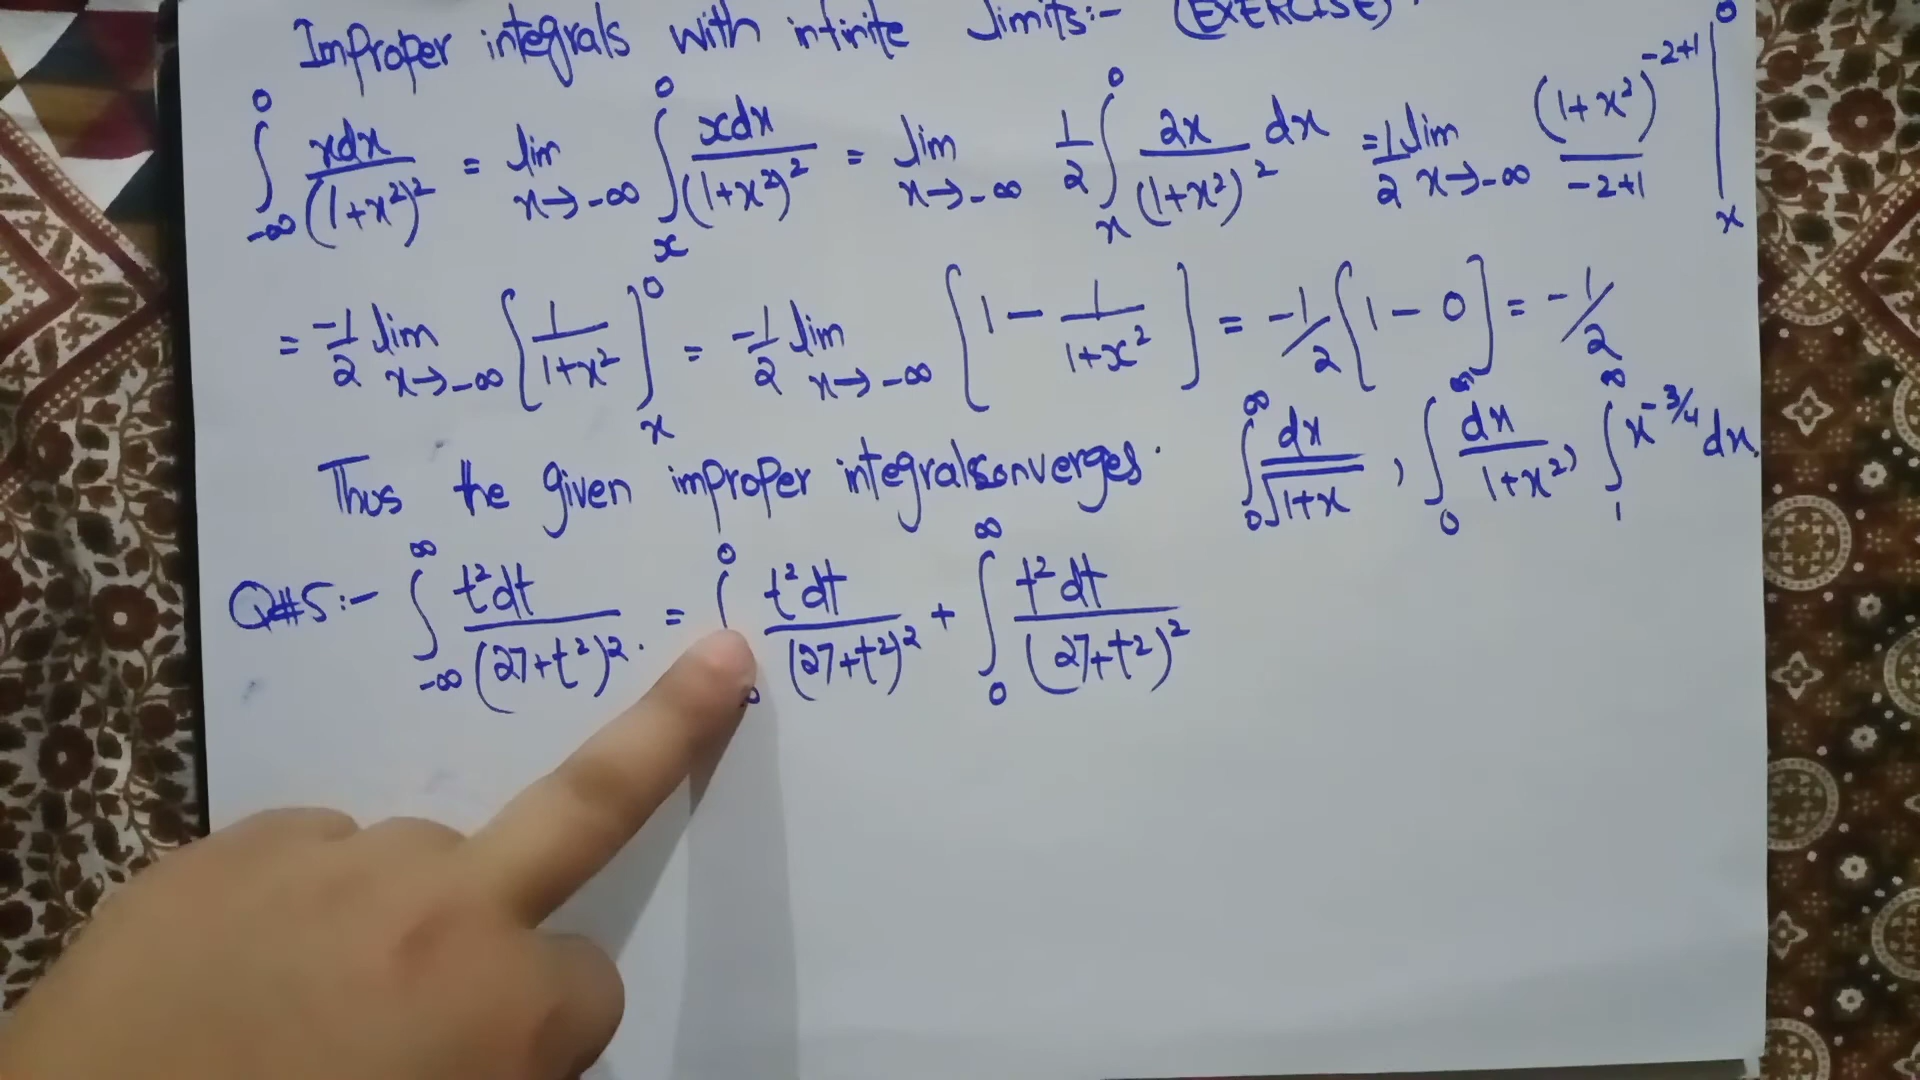 Improper integrals with infinite limits:- (EXERCISE)
∫_{-∞}^{0} xdx/(1+x²)² = lim_{x→-∞} ∫_{x}^{0} xdx/(1+x²)² = lim_{x→-∞} 1/2 ∫_{x}^{0} 2x/(1+x²)² dx = 1/2 lim_{x→-∞} (1+x²)^{-2+1}/(-2+1) |_{x}^{0}
= -1/2 lim_{x→-∞} [1/(1+x²)]_{x}^{0} = -1/2 lim_{x→-∞} [1 - 1/(1+x²)] = -1/2 [1-0] = -1/2
Thus the given improper integrals converges. ∫_{0}^{∞} dx/√(1+x), ∫_{0}^{∞} dx/(1+x²), ∫_{1}^{∞} x^{-3/4} dx.
Q#5:- ∫_{-∞}^{∞} t²dt/(27+t²)². = ∫^{0} t²dt/(27+t²)² + ∫_{0}^{∞} t²dt/(27+t²)²